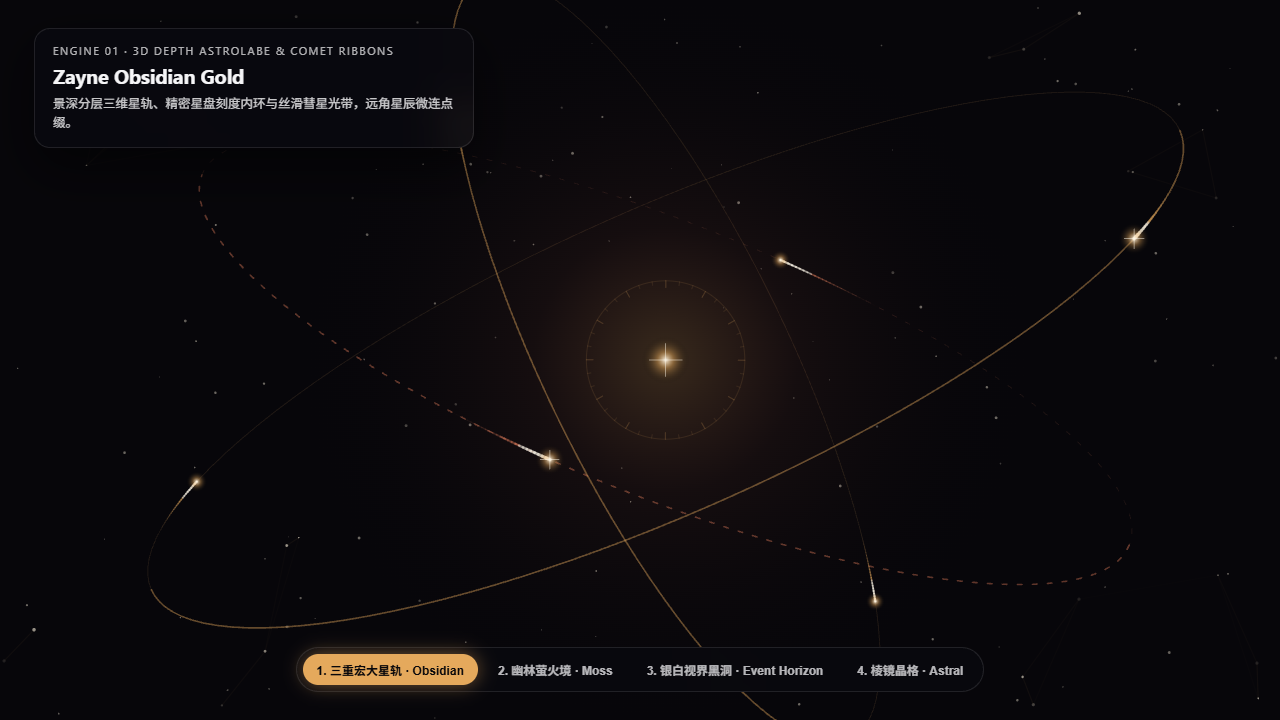 ENGINE 01 · 3D DEPTH ASTROLABE & COMET RIBBONS
Zayne Obsidian Gold
景深分层三维星轨、精密星盘刻度内环与丝滑彗星光带，远角星辰微连点
缀。
1. 三重宏大星轨 · Obsidian
2. 幽林萤火境 · Moss
3. 银白视界黑洞 · Event Horizon
4. 棱镜晶格 · Astral